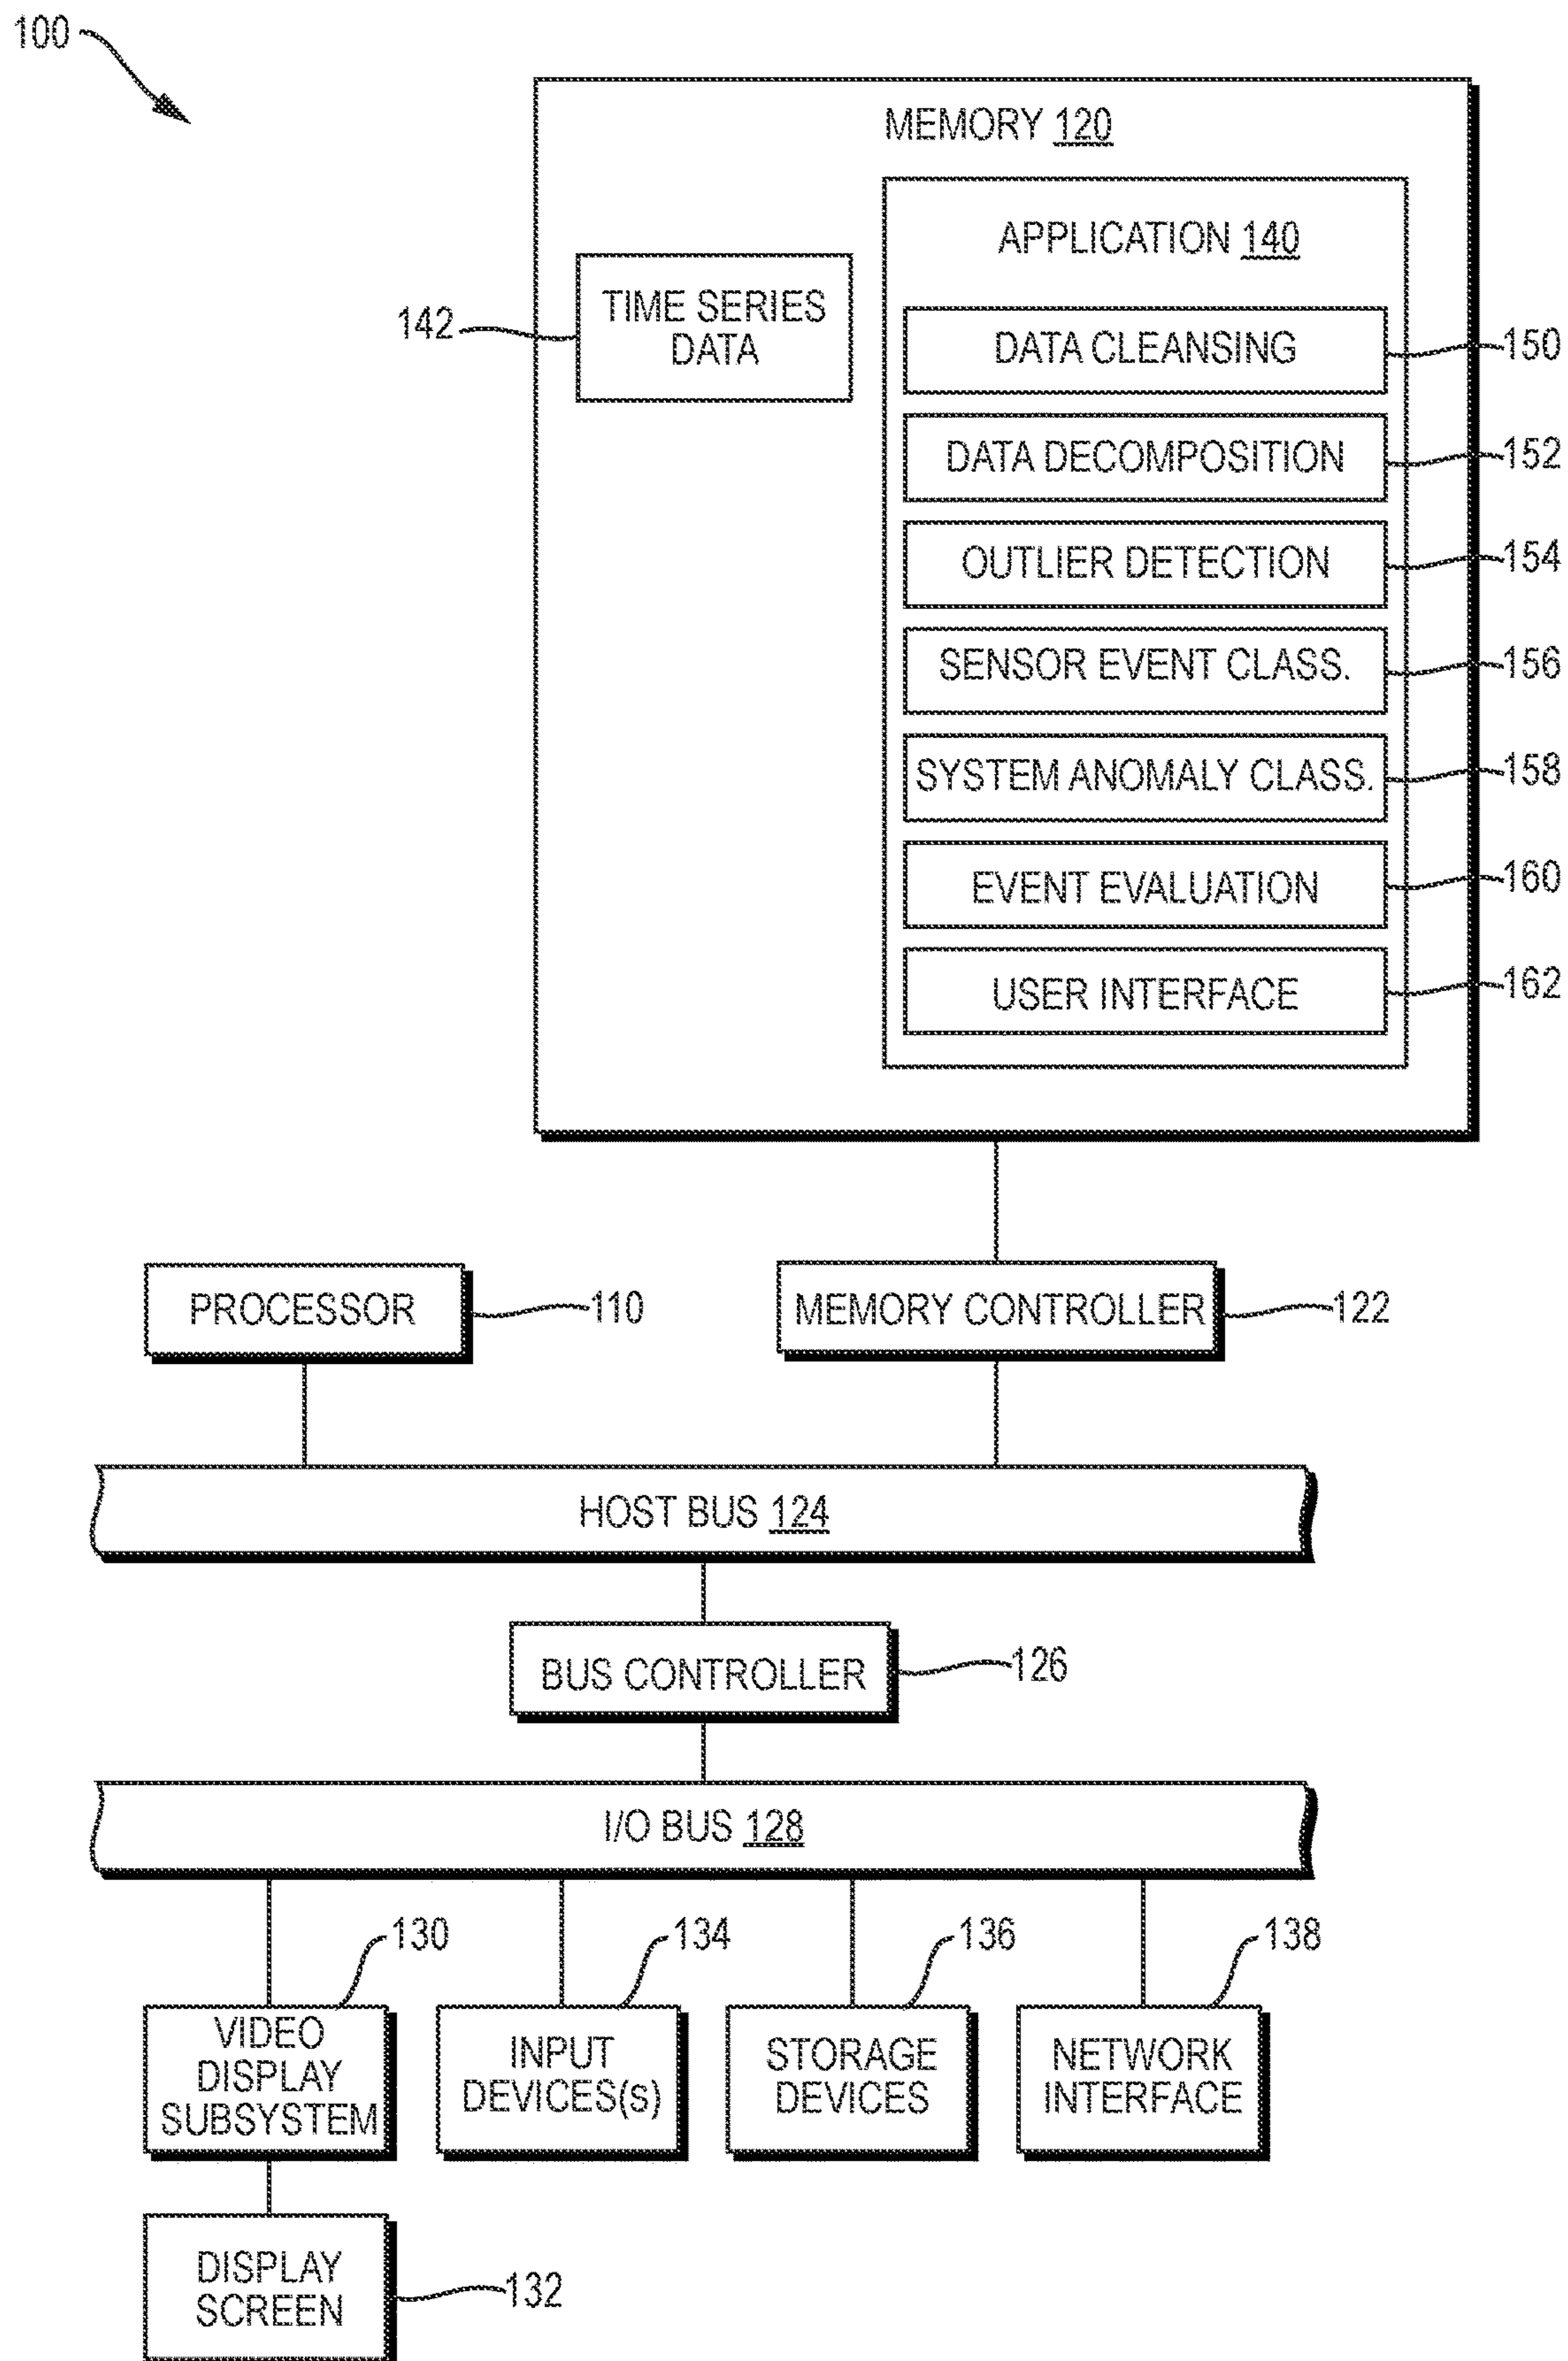 100
MEMORY 120
APPLICATION 140
TIME SERIES
DATA
142
DATA CLEANSING
150
DATA DECOMPOSITION
152
OUTLIER DETECTION
154
SENSOR EVENT CLASS.
156
SYSTEM ANOMALY CLASS.
158
EVENT EVALUATION
160
USER INTERFACE
162
PROCESSOR
110
MEMORY CONTROLLER
122
HOST BUS 124
BUS CONTROLLER
126
I/O BUS 128
130
134
136
138
VIDEO
DISPLAY
SUBSYSTEM
INPUT
DEVICES(s)
STORAGE
DEVICES
NETWORK
INTERFACE
DISPLAY
SCREEN
132